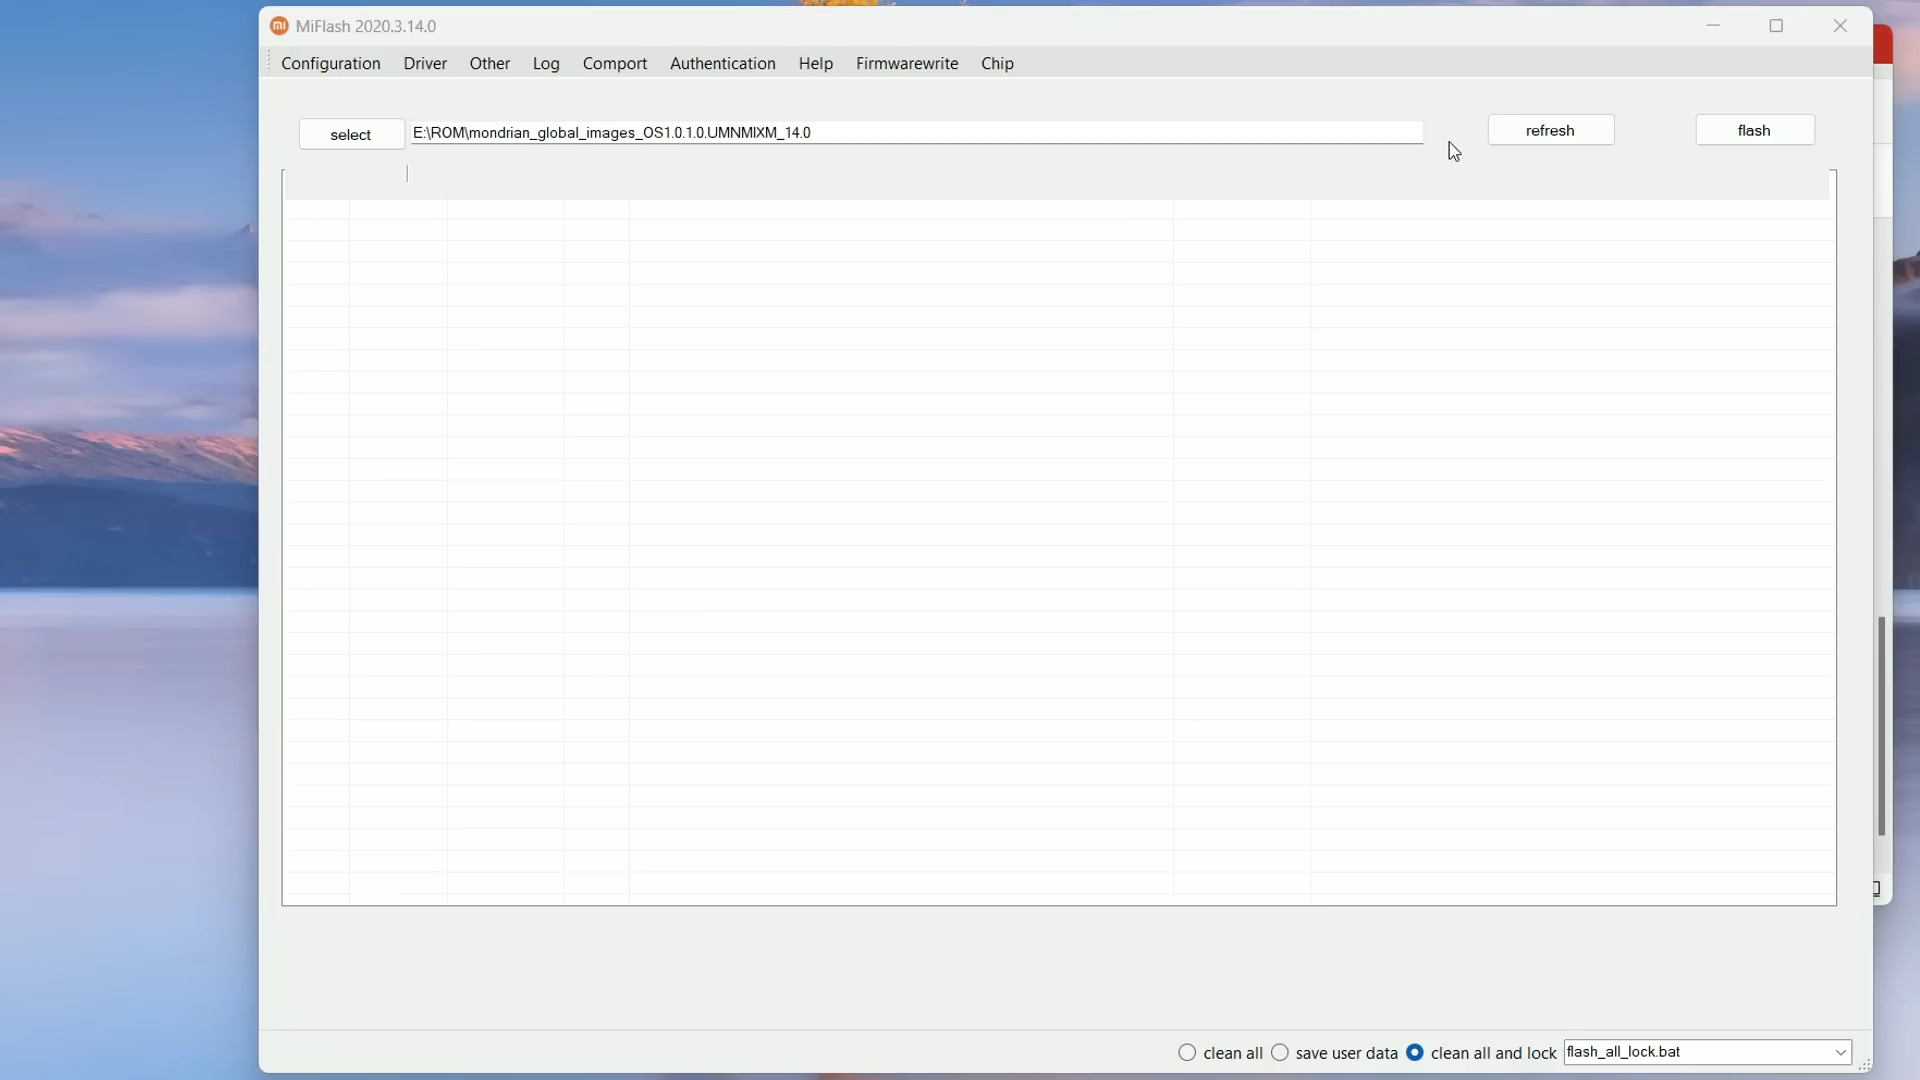 MiFlash 2020.3.14.0
Configuration Driver Other Log Comport Authentication Help Firmwarewrite Chip
select E:\ROM\mondrian_global_images_OS1.0.1.0.UMNMIXM_14.0 refresh flash
clean all save user data clean all and lock flash_all_lock.bat